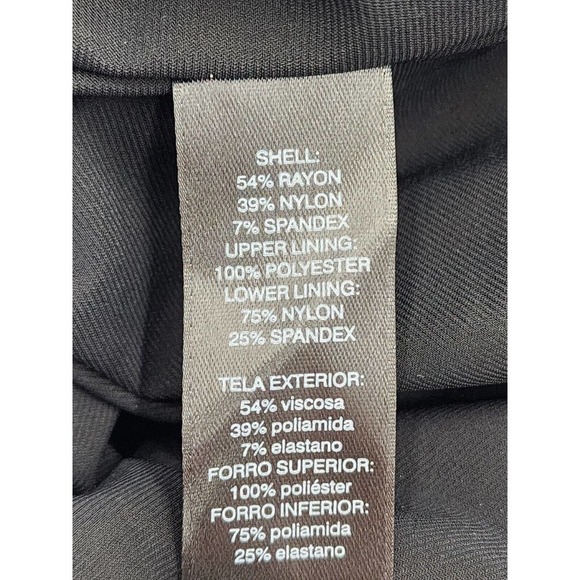 SHELL:
54% RAYON
39% NYLON
7% SPANDEX
UPPER LINING:
100% POLYESTER
LOWER LINING:
75% NYLON
25% SPANDEX
TELA EXTERIOR:
54% viscosa
39% poliamida
7% elastano
FORRO SUPERIOR:
100% poliéster
FORRO INFERIOR:
75% poliamida
25% elastano